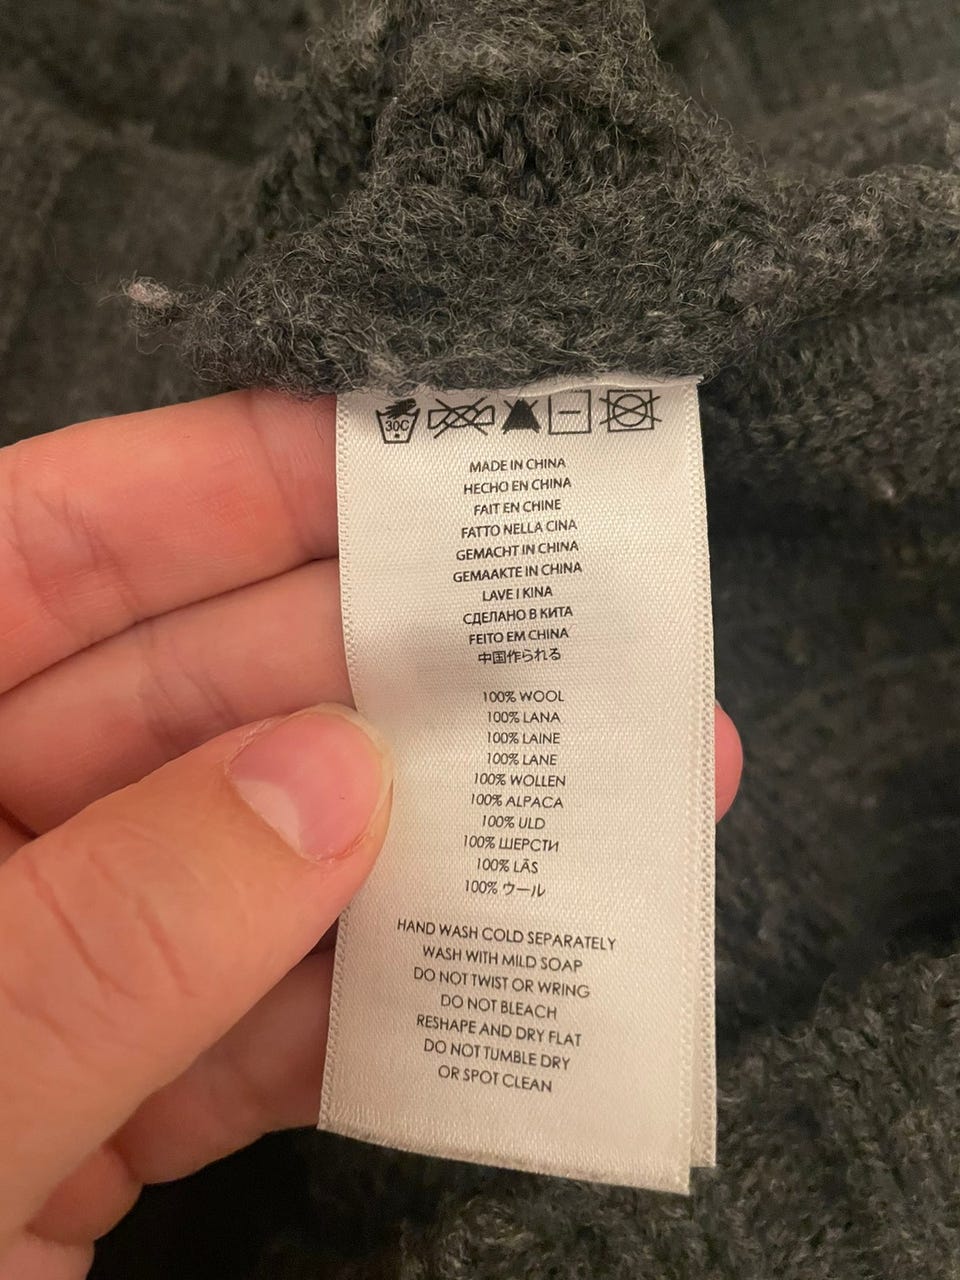 30C
MADE IN CHINA
HECHO EN CHINA
FAIT EN CHINE
FATTO NELLA CINA
GEMACHT IN CHINA
GEMAAKTE IN CHINA
LAVE I KINA
СДЕЛАНО В КИТА
FEITO EM CHINA
中国作られる
100% WOOL
100% LANA
100% LAINE
100% LANE
100% WOLLEN
100% ALPACA
100% ULD
100% ШЕРСТИ
100% LÃS
100% ウール
HAND WASH COLD SEPARATELY
WASH WITH MILD SOAP
DO NOT TWIST OR WRING
DO NOT BLEACH
RESHAPE AND DRY FLAT
DO NOT TUMBLE DRY
OR SPOT CLEAN